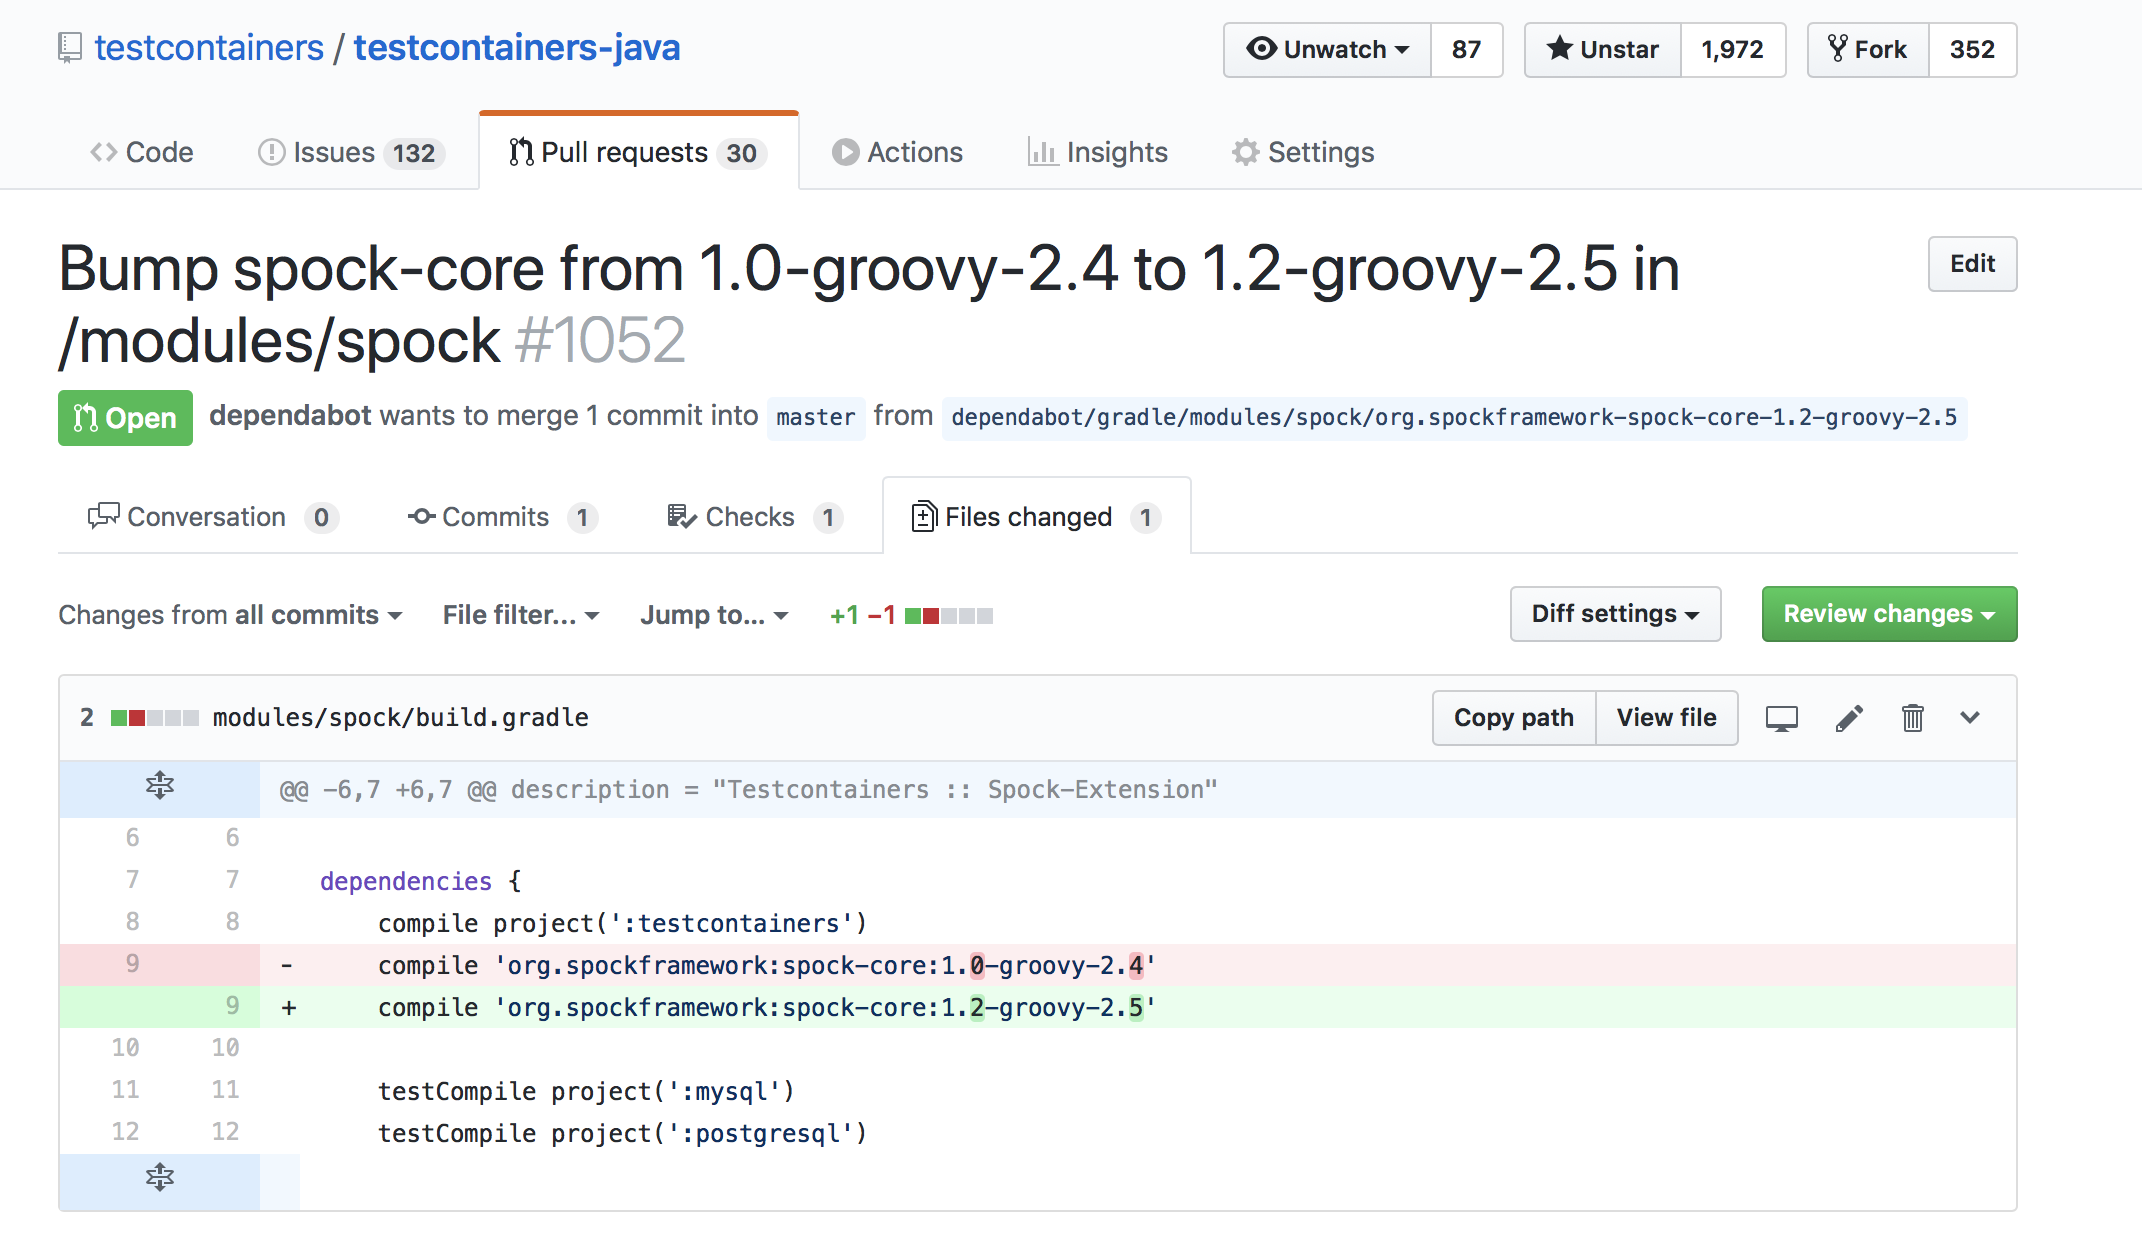 testcontainers / testcontainers-java
Unwatch 87 Unstar 1,972 Fork 352
Code Issues 132 Pull requests 30 Actions Insights Settings
Bump spock-core from 1.0-groovy-2.4 to 1.2-groovy-2.5 in
/modules/spock #1052
Edit
Open dependabot wants to merge 1 commit into master from dependabot/gradle/modules/spock/org.spockframework-spock-core-1.2-groovy-2.5
Conversation 0 Commits 1 Checks 1 Files changed 1
Changes from all commits File filter... Jump to... +1 −1 Diff settings Review changes
2 modules/spock/build.gradle Copy path View file
@@ -6,7 +6,7 @@ description = "Testcontainers :: Spock-Extension"
6 6
7 7 dependencies {
8 8 compile project(':testcontainers')
9 - compile 'org.spockframework:spock-core:1.0-groovy-2.4'
9 + compile 'org.spockframework:spock-core:1.2-groovy-2.5'
10 10
11 11 testCompile project(':mysql')
12 12 testCompile project(':postgresql')